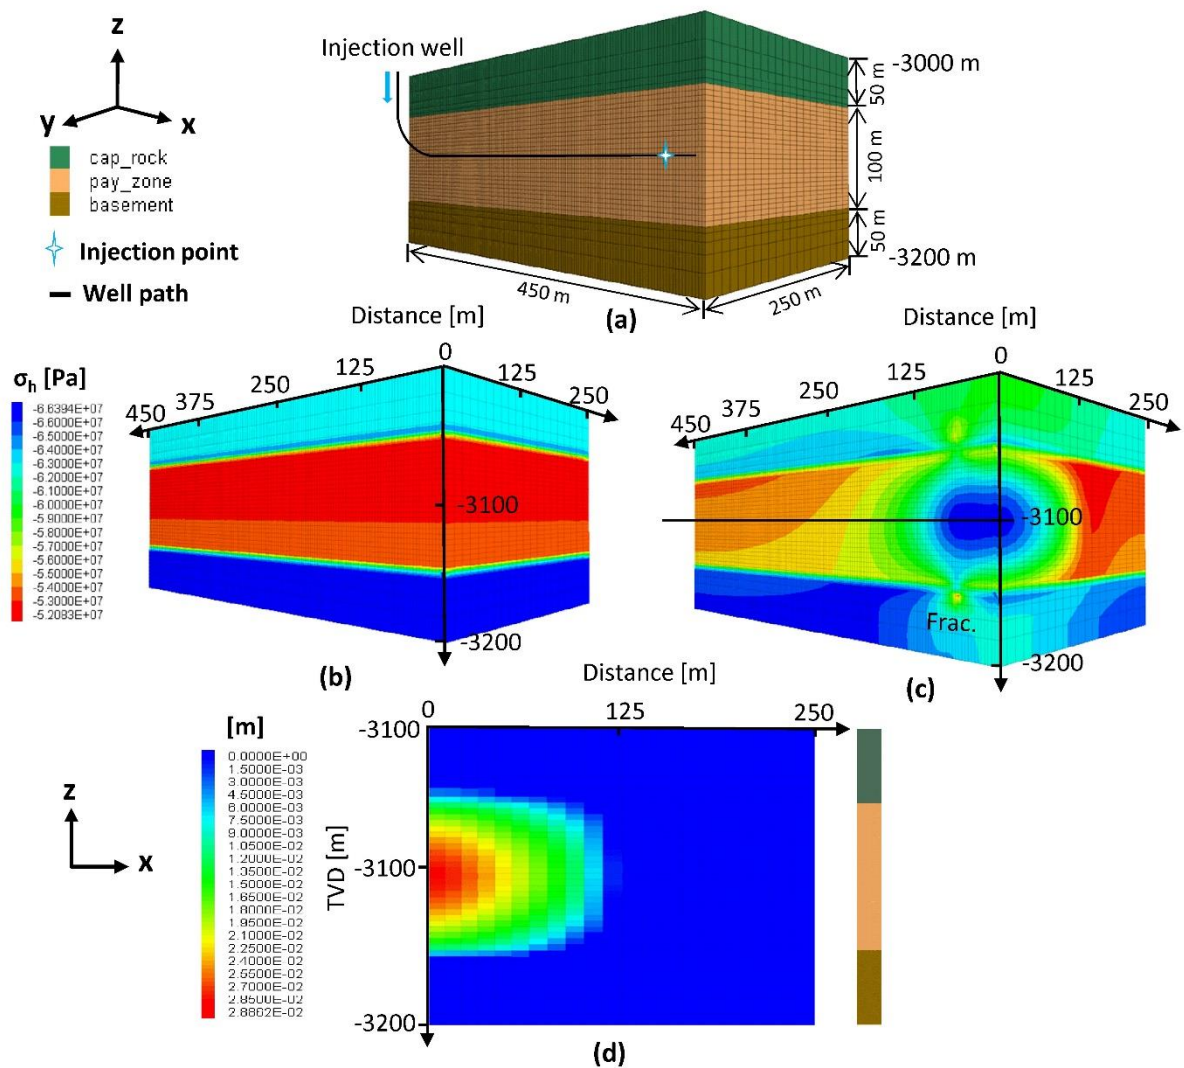 z
y
x
cap_rock
pay_zone
basement
Injection point
Well path
Injection well
-3000 m
50 m
100 m
50 m
-3200 m
450 m
250 m
(a)
Distance [m]
Distance [m]
σh [Pa]
-6.6394E+07
-6.6000E+07
-6.5000E+07
-6.4000E+07
-6.3000E+07
-6.2000E+07
-6.1000E+07
-6.0000E+07
-5.9000E+07
-5.8000E+07
-5.7000E+07
-5.6000E+07
-5.5000E+07
-5.4000E+07
-5.3000E+07
-5.2083E+07
450
375
250
125
0
125
250
-3100
-3200
(b)
450
375
250
125
0
125
250
-3100
Frac.
-3200
(c)
Distance [m]
[m]
0.0000E+00
1.5000E-03
3.0000E-03
4.5000E-03
6.0000E-03
7.5000E-03
9.0000E-03
1.0500E-02
1.2000E-02
1.3500E-02
1.5000E-02
1.6500E-02
1.8000E-02
1.9500E-02
2.1000E-02
2.2500E-02
2.4000E-02
2.5500E-02
2.7000E-02
2.8500E-02
2.8862E-02
z
x
0
125
250
-3100
TVD [m]
-3100
-3200
(d)